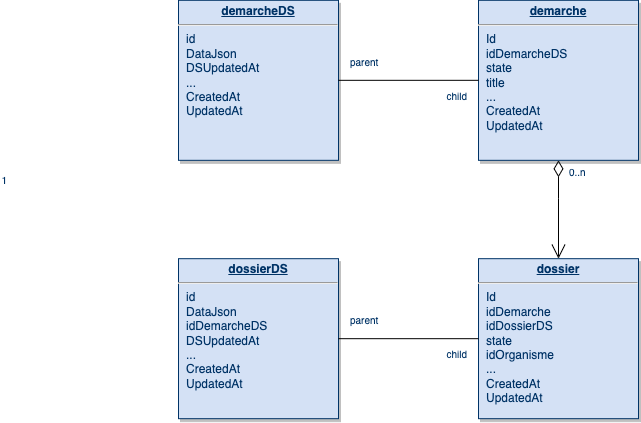 demarcheDS
id
DataJson
DSUpdatedAt
...
CreatedAt
UpdatedAt
parent
child
demarche
Id
idDemarcheDS
state
title
...
CreatedAt
UpdatedAt
0..n
1
dossierDS
id
DataJson
idDemarcheDS
DSUpdatedAt
...
CreatedAt
UpdatedAt
parent
child
dossier
Id
idDemarche
idDossierDS
state
idOrganisme
...
CreatedAt
UpdatedAt